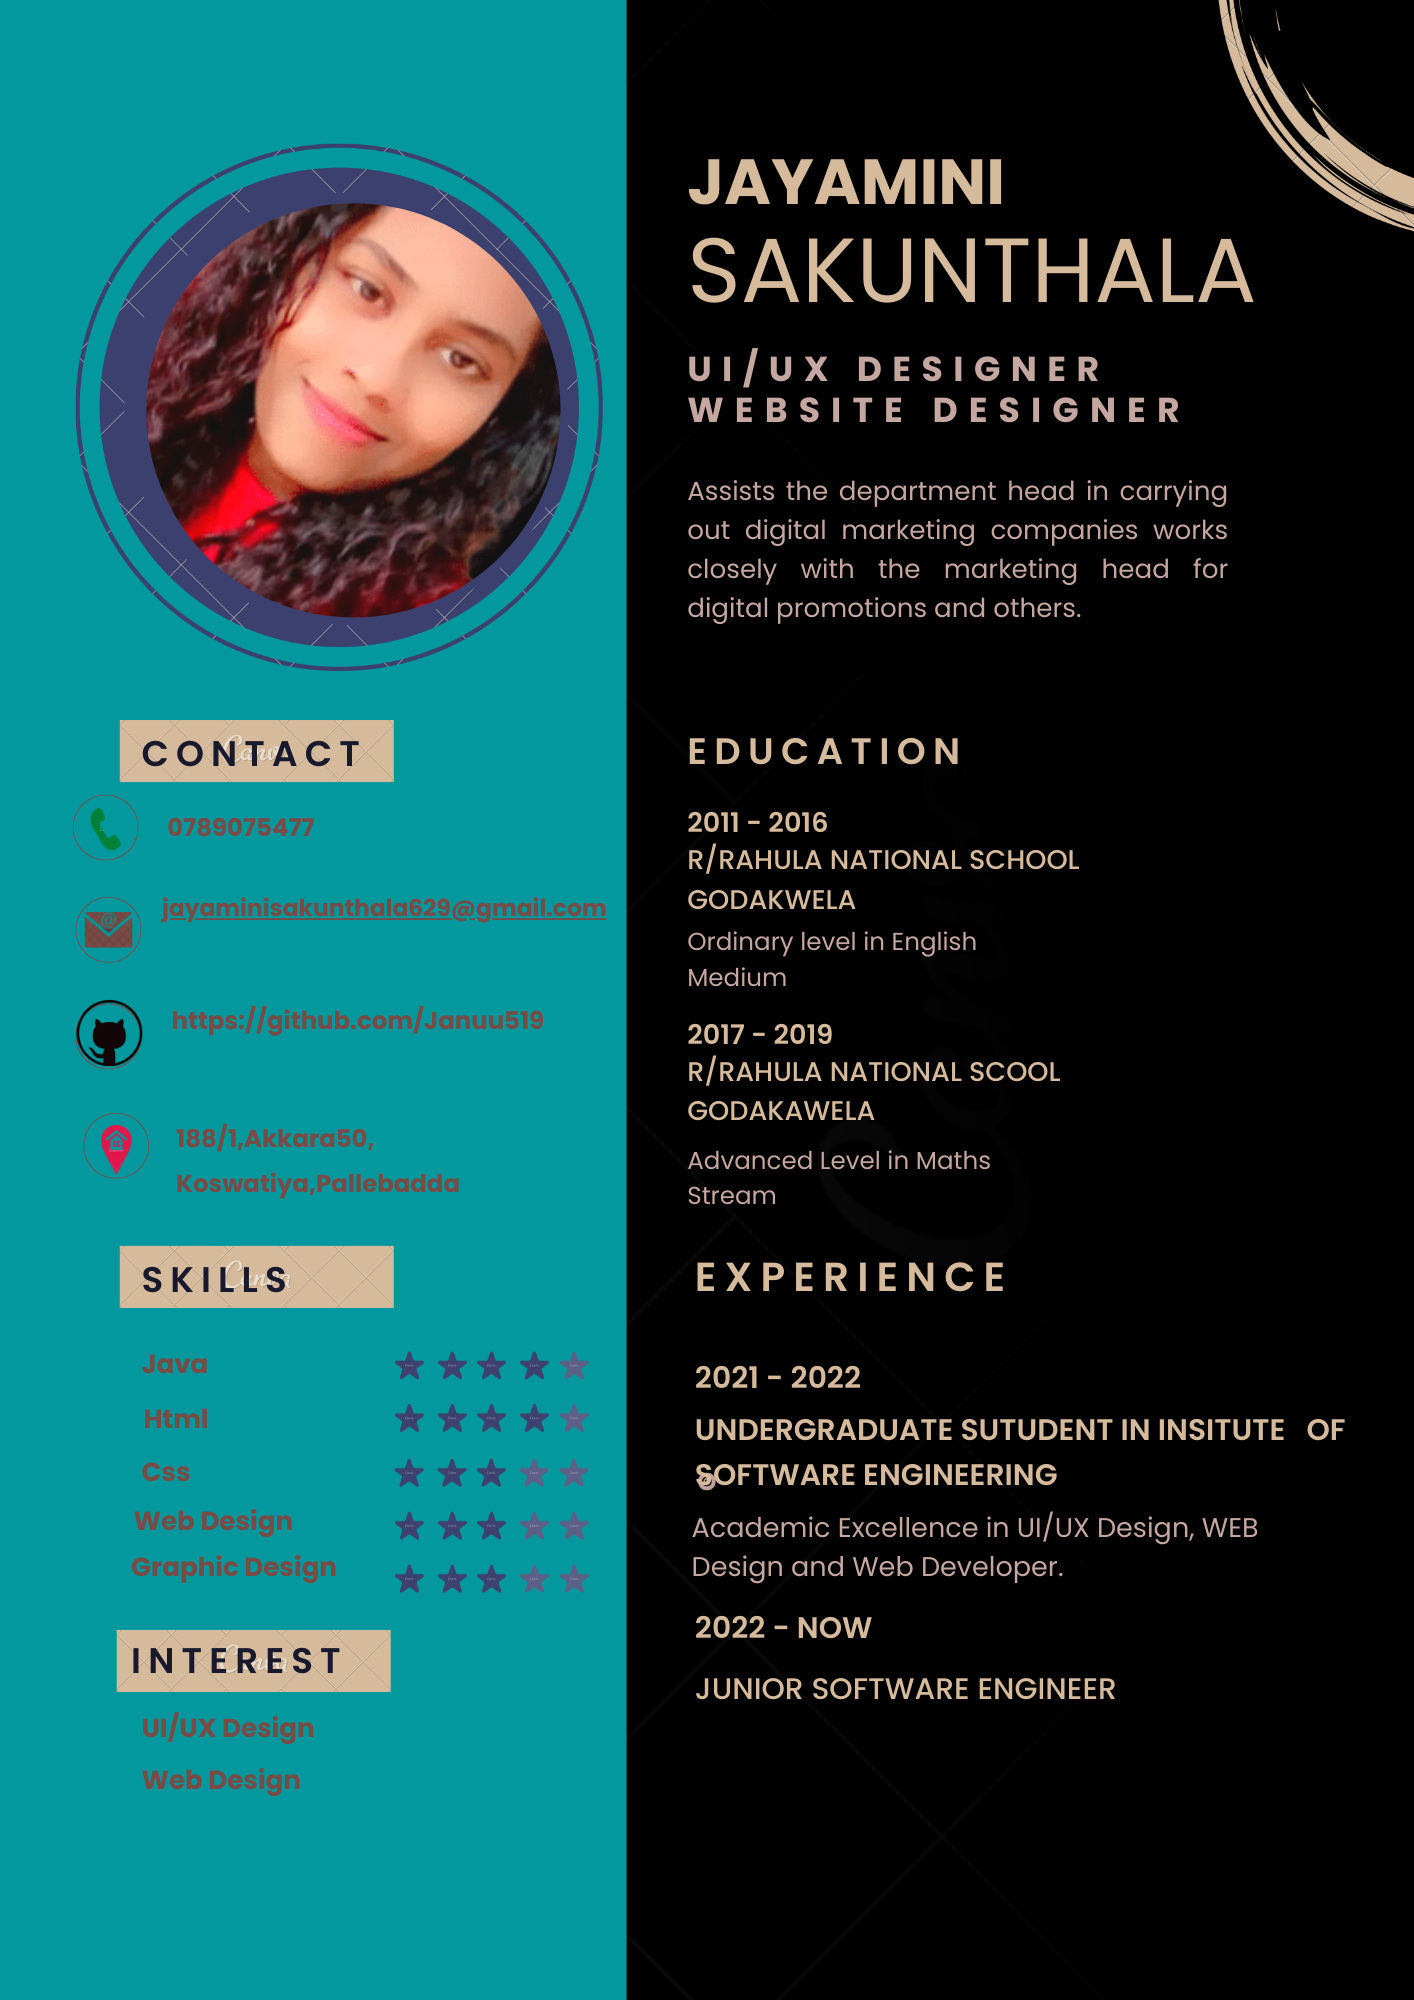 JAYAMINI
SAKUNTHALA
UI/UX DESIGNER
WEBSITE DESIGNER
Assists the department head in carrying
out digital marketing companies works
closely with the marketing head for
digital promotions and others.
CONTACT
0789075477
jayaminisakunthala629@gmail.com
https://github.com/Januu519
188/1,Akkara50,
Koswatiya,Pallebadda
SKILLS
Java
Html
Css
Web Design
Graphic Design
INTEREST
UI/UX Design
Web Design
EDUCATION
2011 - 2016
R/RAHULA NATIONAL SCHOOL
GODAKWELA
Ordinary level in English
Medium
2017 - 2019
R/RAHULA NATIONAL SCOOL
GODAKAWELA
Advanced Level in Maths
Stream
EXPERIENCE
2021 - 2022
UNDERGRADUATE SUTUDENT IN INSITUTE OF
SOFTWARE ENGINEERING
Academic Excellence in UI/UX Design, WEB
Design and Web Developer.
2022 - NOW
JUNIOR SOFTWARE ENGINEER
Canva